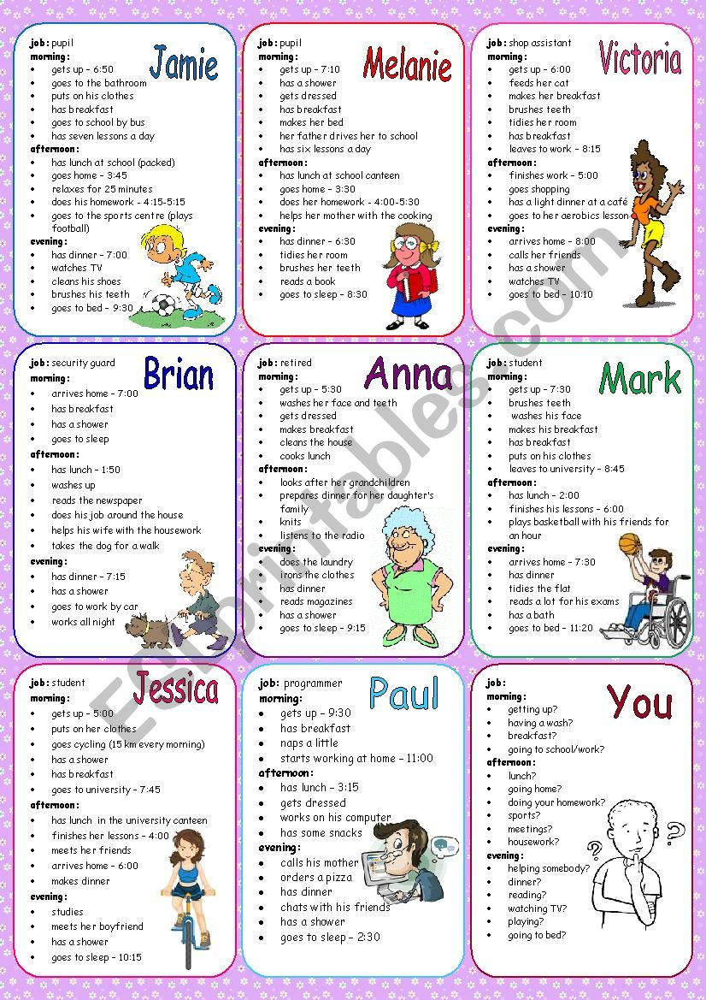 Jamie
job: pupil
morning:
• gets up – 6:50
• goes to the bathroom
• puts on his clothes
• has breakfast
• goes to school by bus
• has seven lessons a day
afternoon:
• has lunch at school (packed)
• goes home – 3:45
• relaxes for 25 minutes
• does his homework - 4:15-5:15
• goes to the sports centre (plays
football)
evening:
• has dinner – 7:00
• watches TV
• cleans his shoes
• brushes his teeth
• goes to bed – 9:30
Melanie
job: pupil
morning:
• gets up – 7:10
• has a shower
• gets dressed
• has breakfast
• makes her bed
• her father drives her to school
• has six lessons a day
afternoon:
• has lunch at school canteen
• goes home – 3:30
• does her homework - 4:00-5:30
• helps her mother with the cooking
evening:
• has dinner – 6:30
• tidies her room
• brushes her teeth
• reads a book
• goes to sleep – 8:30
Victoria
job: shop assistant
morning:
• gets up – 6:00
• feeds her cat
• makes her breakfast
• brushes teeth
• tidies her room
• has breakfast
• leaves to work – 8:15
afternoon:
• finishes work – 5:00
• goes shopping
• has a light dinner at a café
• goes to her aerobics lesson
evening:
• arrives home – 8:00
• calls her friends
• has a shower
• watches TV
• goes to bed – 10:10
Brian
job: security guard
morning:
• arrives home – 7:00
• has breakfast
• has a shower
• goes to sleep
afternoon:
• has lunch – 1:50
• washes up
• reads the newspaper
• does his job around the house
• helps his wife with the housework
• takes the dog for a walk
evening:
• has dinner – 7:15
• has a shower
• goes to work by car
• works all night
Anna
job: retired
morning:
• gets up – 5:30
• washes her face and teeth
• gets dressed
• makes breakfast
• cleans the house
• cooks lunch
afternoon:
• looks after her grandchildren
• prepares dinner for her daughter's
family
• knits
• listens to the radio
evening:
• does the laundry
• irons the clothes
• has dinner
• reads magazines
• has a shower
• goes to sleep – 9:15
Mark
job: student
morning:
• gets up – 7:30
• brushes teeth
• washes his face
• makes his breakfast
• has breakfast
• puts on his clothes
• leaves to university – 8:45
afternoon:
• has lunch – 2:00
• finishes his lessons – 6:00
• plays basketball with his friends for
an hour
evening:
• arrives home – 7:30
• has dinner
• tidies the flat
• reads a lot for his exams
• has a bath
• goes to bed – 11:20
Jessica
job: student
morning:
• gets up – 5:00
• puts on her clothes
• goes cycling (15 km every morning)
• has a shower
• has breakfast
• goes to university – 7:45
afternoon:
• has lunch in the university canteen
• finishes her lessons – 4:00
• meets her friends
• arrives home – 6:00
• makes dinner
evening:
• studies
• meets her boyfriend
• has a shower
• goes to sleep – 10:15
Paul
job: programmer
morning:
• gets up – 9:30
• has breakfast
• naps a little
• starts working at home – 11:00
afternoon:
• has lunch – 3:15
• gets dressed
• works on his computer
• has some snacks
evening:
• calls his mother
• orders a pizza
• has dinner
• chats with his friends
• has a shower
• goes to sleep – 2:30
You
job:
morning:
• getting up?
• having a wash?
• breakfast?
• going to school/work?
afternoon:
• lunch?
• going home?
• doing your homework?
• sports?
• meetings?
• housework?
evening:
• helping somebody?
• dinner?
• reading?
• watching TV?
• playing?
• going to bed?
? ?
ESLprintables.com